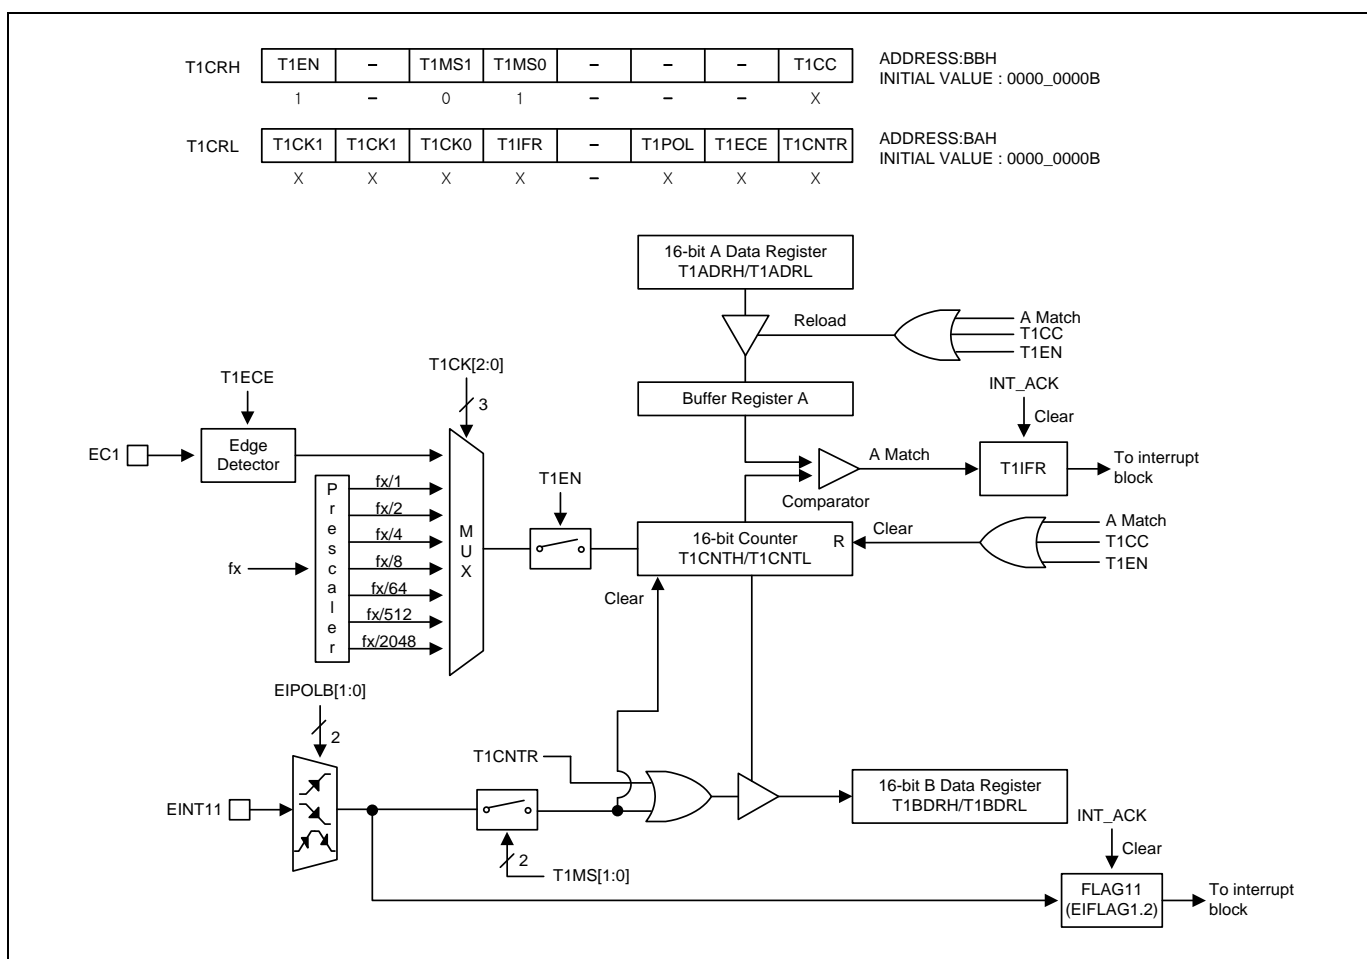 T1CRH T1EN – T1MS1 T1MS0 – – – T1CC ADDRESS:BBH
INITIAL VALUE : 0000_0000B
1 – 0 1 – – – X
T1CRL T1CK1 T1CK1 T1CK0 T1IFR – T1POL T1ECE T1CNTR ADDRESS:BAH
INITIAL VALUE : 0000_0000B
X X X X – X X X
16-bit A Data Register
T1ADRH/T1ADRL
Reload
A Match
T1CC
T1EN
T1CK[2:0]
3
T1ECE
Buffer Register A
INT_ACK
Clear
EC1
Edge
Detector
A Match
T1IFR
To interrupt
block
Comparator
T1EN
Prescaler
fx/1
fx/2
fx/4
fx/8
fx/64
fx/512
fx/2048
fx
MUX
16-bit Counter
T1CNTH/T1CNTL
R
Clear
A Match
T1CC
T1EN
Clear
EIPOLB[1:0]
2
T1CNTR
EINT11
16-bit B Data Register
T1BDRH/T1BDRL
2
T1MS[1:0]
INT_ACK
Clear
FLAG11
(EIFLAG1.2)
To interrupt
block